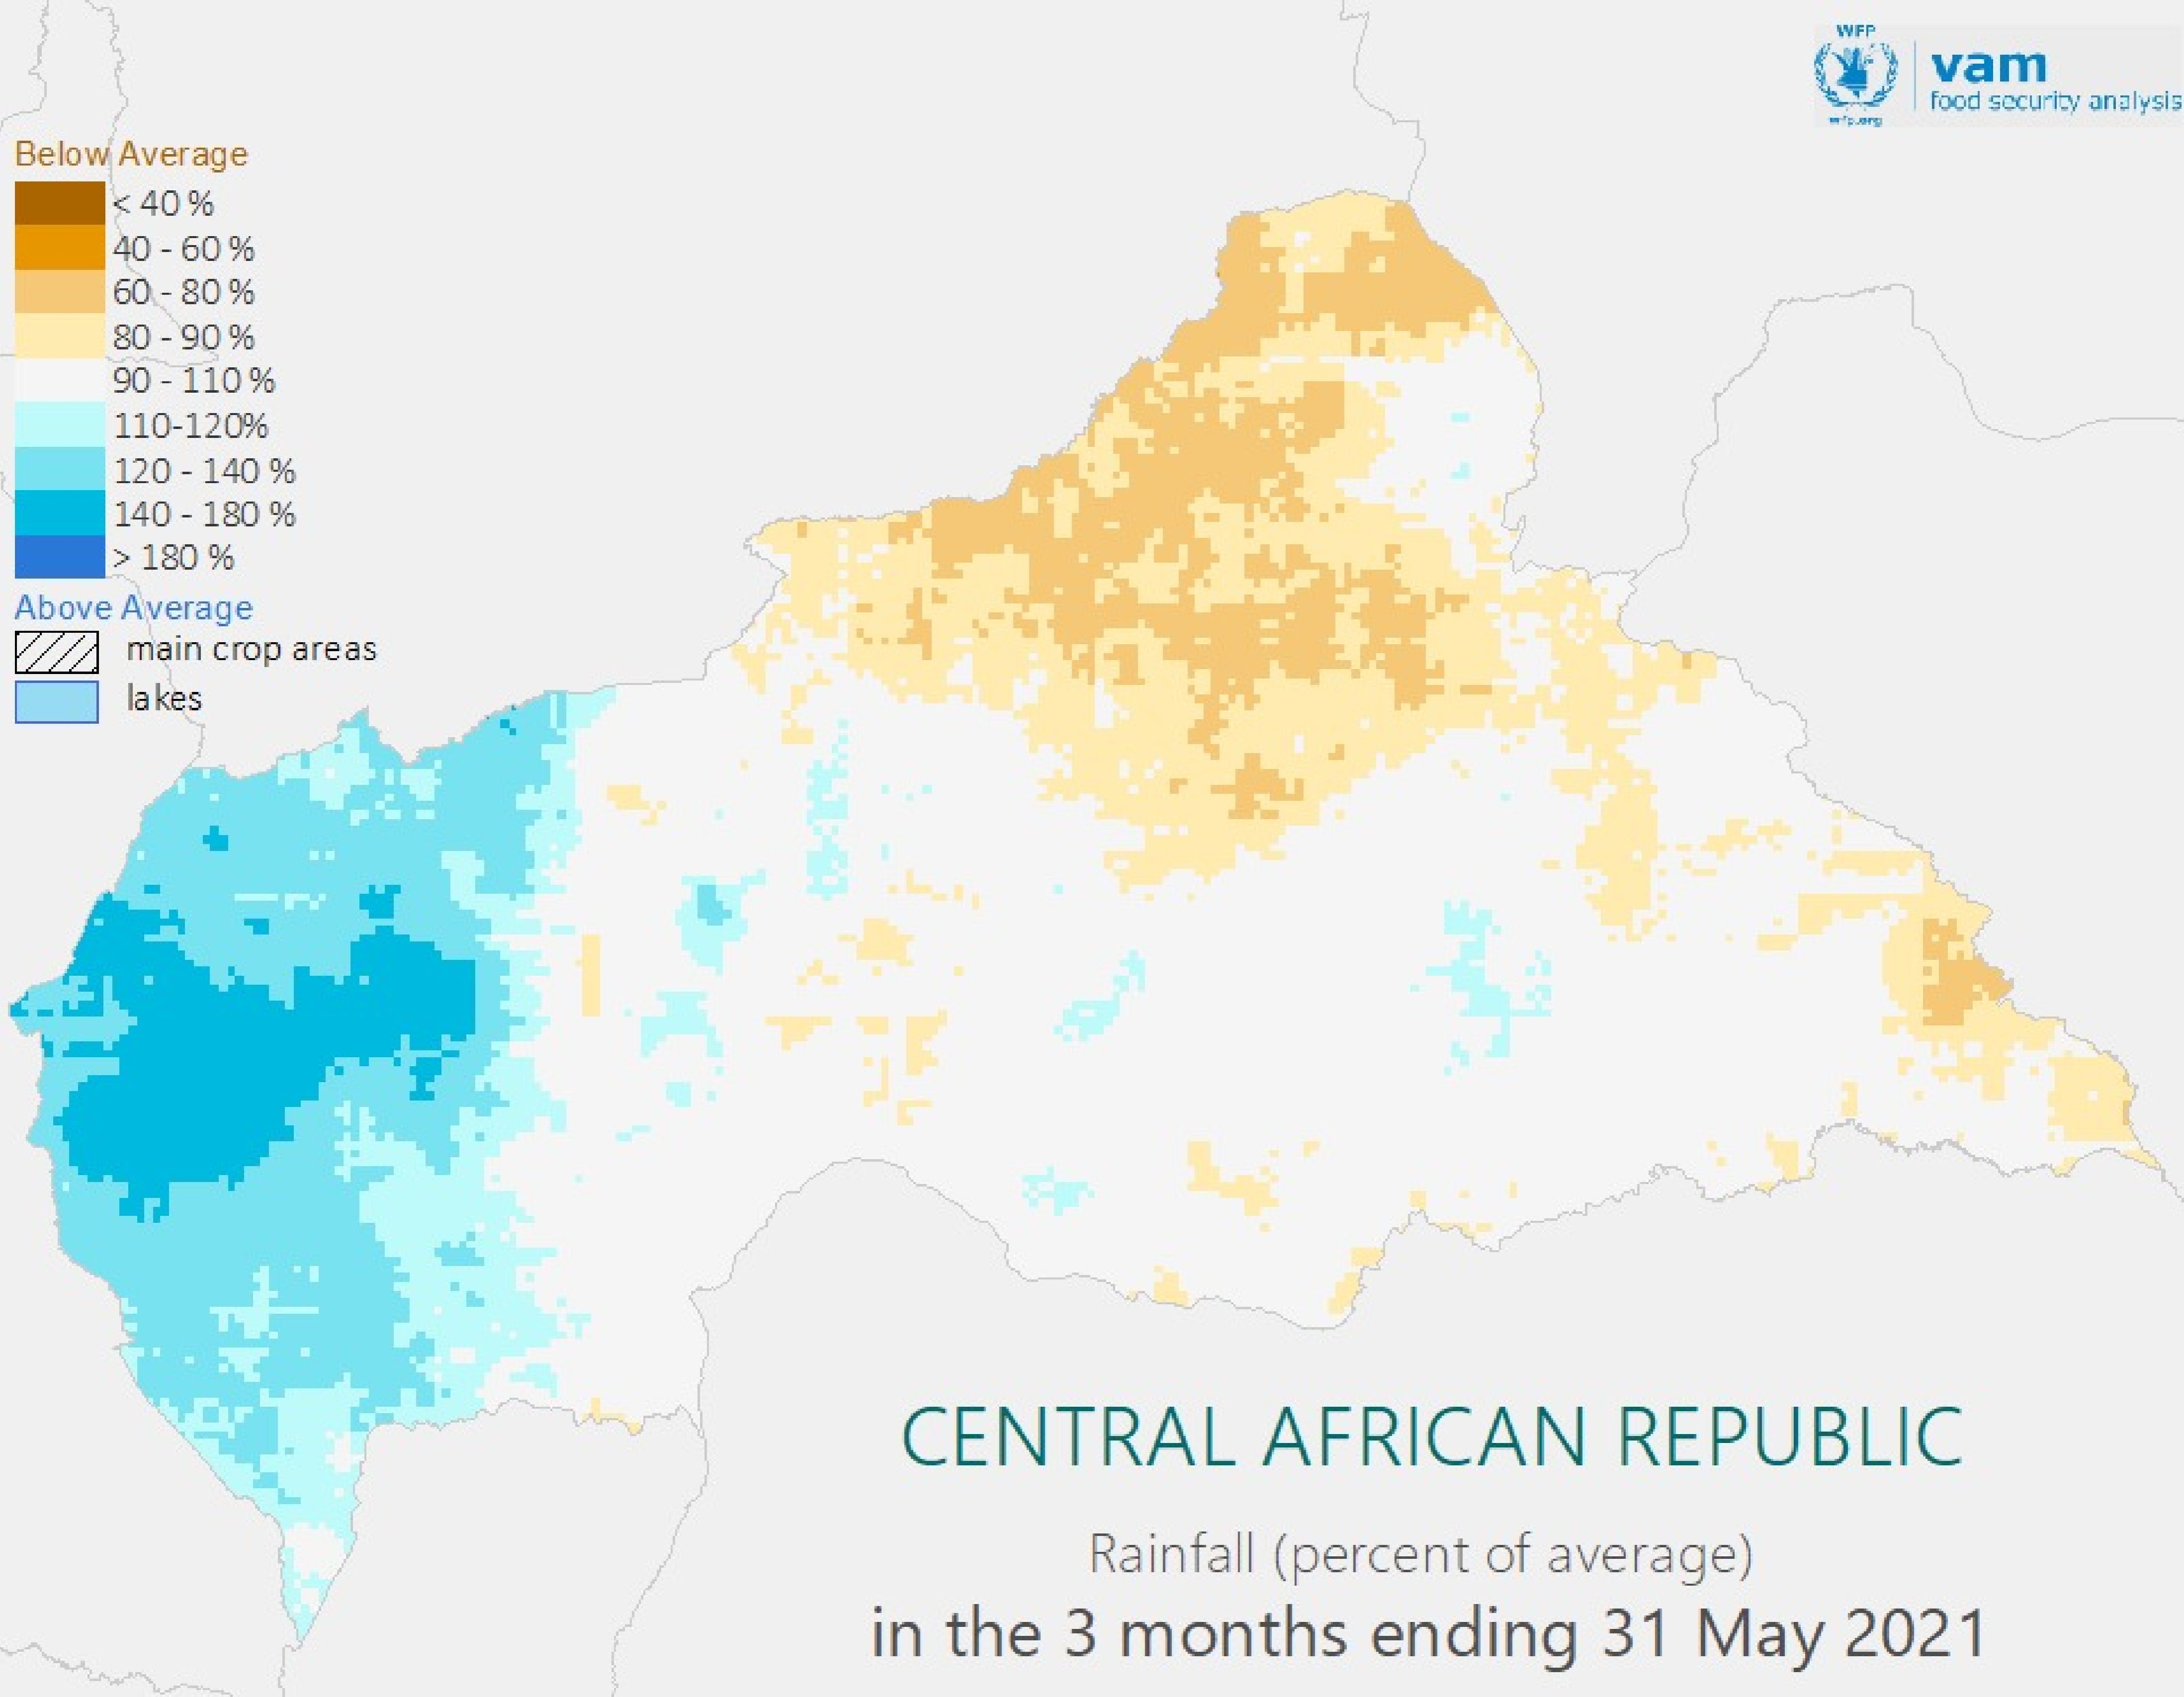 WFP
wfp.org
vam
food security analysis
Below Average
< 40 %
40 - 60 %
60 - 80 %
80 - 90 %
90 - 110 %
110-120%
120 - 140 %
140 - 180 %
> 180 %
Above Average
main crop areas
lakes
CENTRAL AFRICAN REPUBLIC
Rainfall (percent of average)
in the 3 months ending 31 May 2021